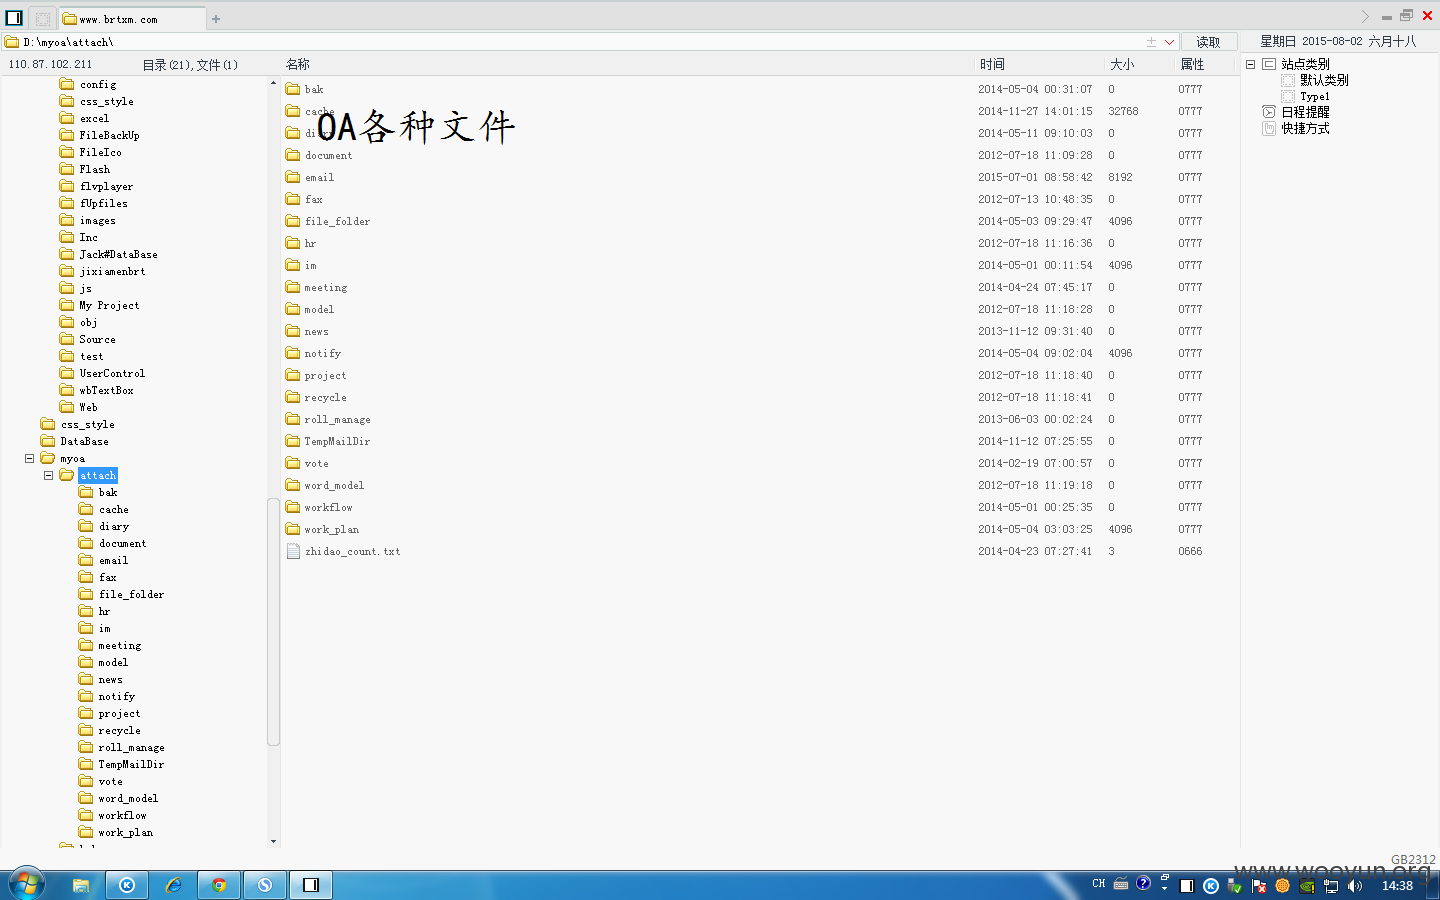 www.brtxm.com
D:\myoa\attach\
读取
星期日 2015-08-02 六月十八
110.87.102.211
目录(21),文件(1)
名称
时间
大小
属性
config
css_style
excel
FileBackUp
FileIco
Flash
flvplayer
fUpfiles
images
Inc
Jack#DataBase
jixiamenbrt
js
My Project
obj
Source
test
UserControl
wbTextBox
Web
css_style
DataBase
myoa
attach
bak
cache
diary
document
email
fax
file_folder
hr
im
meeting
model
news
notify
project
recycle
roll_manage
TempMailDir
vote
word_model
workflow
work_plan
OA各种文件
bak 2014-05-04 00:31:07 0 0777
cache 2014-11-27 14:01:15 32768 0777
diary 2014-05-11 09:10:03 0 0777
document 2012-07-18 11:09:28 0 0777
email 2015-07-01 08:58:42 8192 0777
fax 2012-07-13 10:48:35 0 0777
file_folder 2014-05-03 09:29:47 4096 0777
hr 2012-07-18 11:16:36 0 0777
im 2014-05-01 00:11:54 4096 0777
meeting 2014-04-24 07:45:17 0 0777
model 2012-07-18 11:18:28 0 0777
news 2013-11-12 09:31:40 0 0777
notify 2014-05-04 09:02:04 4096 0777
project 2012-07-18 11:18:40 0 0777
recycle 2012-07-18 11:18:41 0 0777
roll_manage 2013-06-03 00:02:24 0 0777
TempMailDir 2014-11-12 07:25:55 0 0777
vote 2014-02-19 07:00:57 0 0777
word_model 2012-07-18 11:19:18 0 0777
workflow 2014-05-01 00:25:35 0 0777
work_plan 2014-05-04 03:03:25 4096 0777
zhidao_count.txt 2014-04-23 07:27:41 3 0666
站点类别
默认类别
Type1
日程提醒
快捷方式
GB2312
www.wooyun.org
CH
14:38